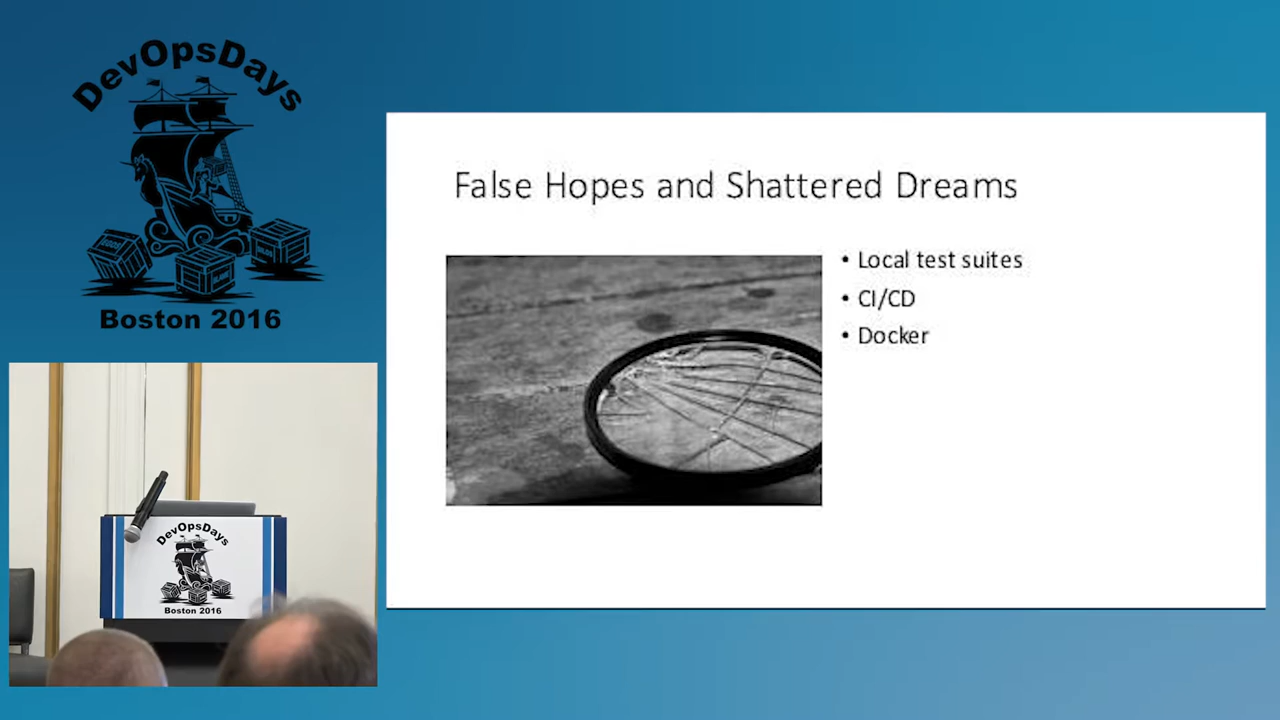 DevOpsDays
Boston 2016
False Hopes and Shattered Dreams
• Local test suites
• CI/CD
• Docker
DevOpsDays
Boston 2016